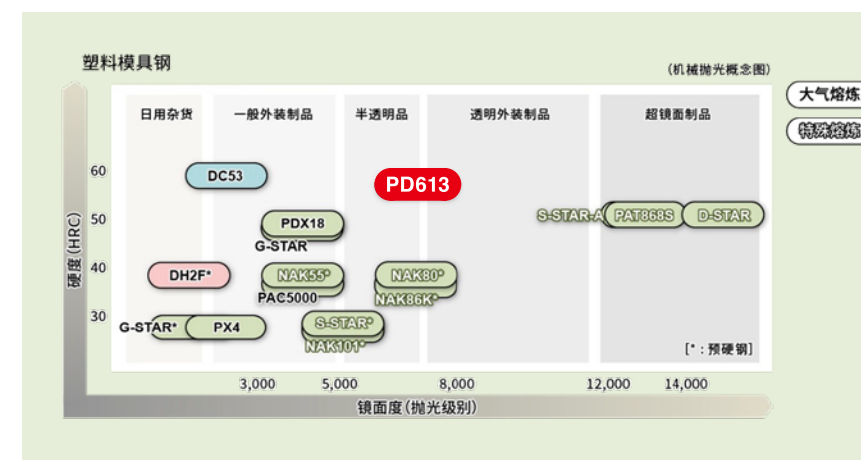 塑料模具钢
(机械抛光概念图)
大气熔炼
特殊熔炼
日用杂货
一般外装制品
半透明品
透明外装制品
超镜面制品
60
DC53
PD613
50
PDX18
G-STAR
S-STAR-A
PAT868S
D-STAR
40
DH2F*
NAK55*
PAC5000
NAK80*
NAK86K*
30
G-STAR*
PX4
S-STAR*
NAK101*
[*:预硬钢]
硬度(HRC)
3,000
5,000
8,000
12,000
14,000
镜面度(抛光级别)